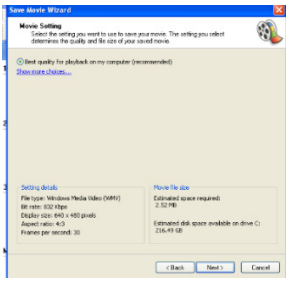 Save Movie Wizard
Movie Setting
Select the setting you want to use to save your movie. The setting you select
determines the quality and file size of your saved movie.
Best quality for playback on my computer (recommended)
Show more choices...
Setting details
File type: Windows Media Video (WMV)
Bit rate: 832 Kbps
Display size: 640 x 480 pixels
Aspect ratio: 4:3
Frames per second: 30
Movie file size
Estimated space required:
2.52 MB
Estimated disk space available on drive C:
216.49 GB
< Back
Next >
Cancel